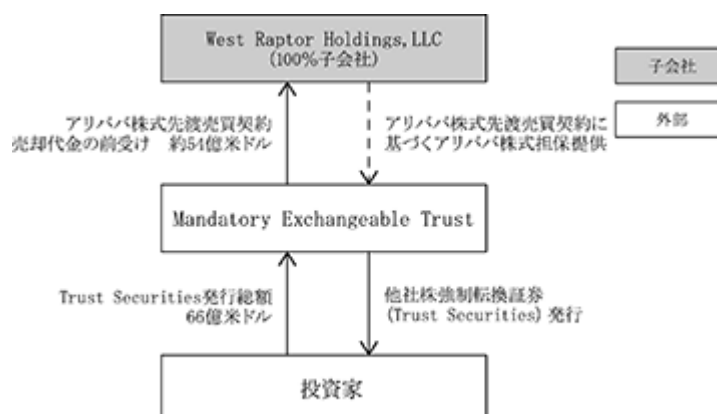 West Raptor Holdings,LLC
(100%子会社)
子会社
外部
アリババ株式先渡売買契約
売却代金の前受け 約54億米ドル
アリババ株式先渡売買契約に
基づくアリババ株式担保提供
Mandatory Exchangeable Trust
Trust Securities発行総額
66億米ドル
他社株強制転換証券
(Trust Securities) 発行
投資家